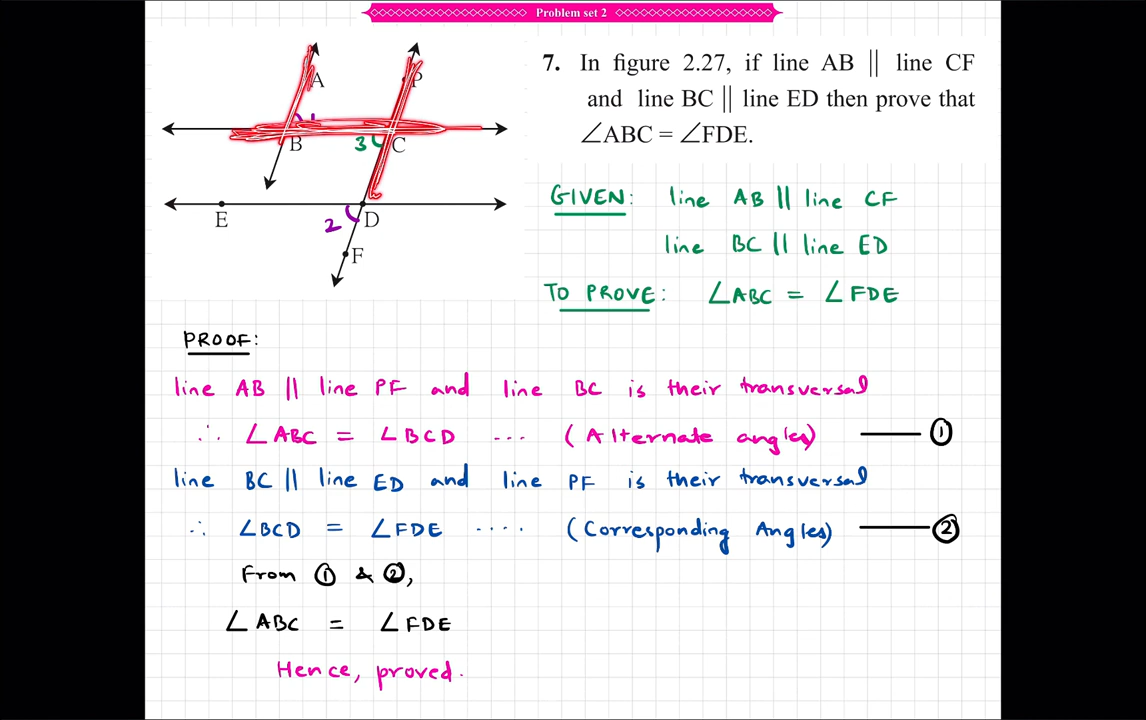 Problem set 2
7. In figure 2.27, if line AB || line CF
and line BC || line ED then prove that
∠ABC = ∠FDE.
A
P
1
B
3
C
E
2
D
F
GIVEN: line AB || line CF
line BC || line ED
TO PROVE: ∠ABC = ∠FDE
PROOF:
line AB || line PF and line BC is their transversal
∴ ∠ABC = ∠BCD ... (Alternate angles) —— ①
line BC || line ED and line PF is their transversal
∴ ∠BCD = ∠FDE .... (Corresponding Angles) —— ②
From ① & ②,
∠ABC = ∠FDE
Hence, proved.